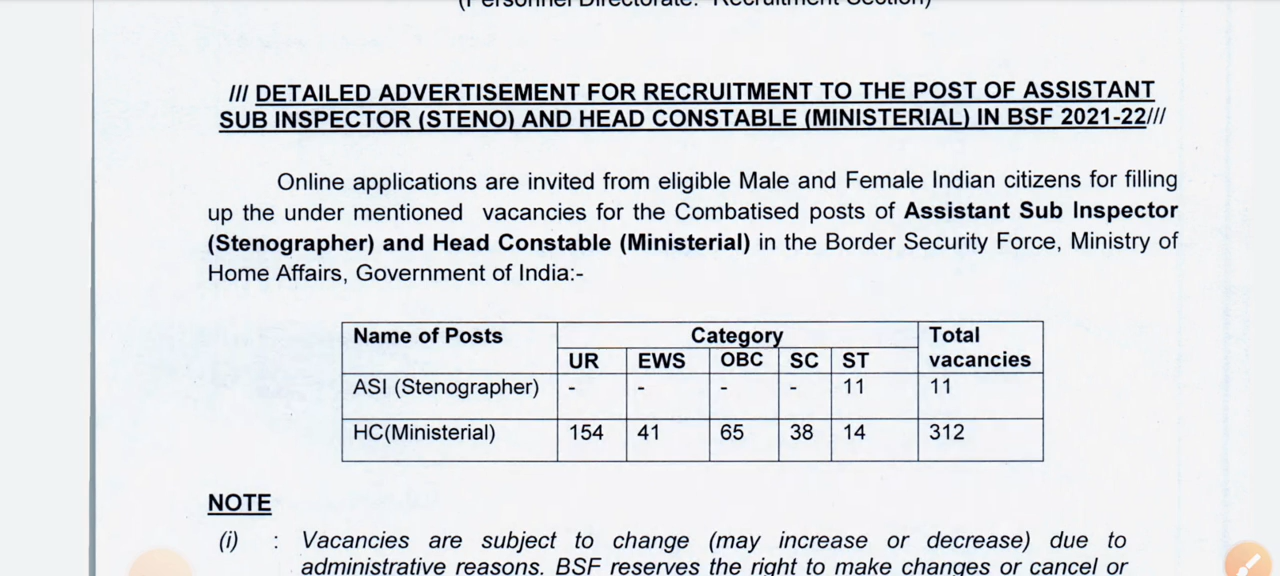 (Personnel Directorate: Recruitment Section)
/// DETAILED ADVERTISEMENT FOR RECRUITMENT TO THE POST OF ASSISTANT
SUB INSPECTOR (STENO) AND HEAD CONSTABLE (MINISTERIAL) IN BSF 2021-22///
Online applications are invited from eligible Male and Female Indian citizens for filling
up the under mentioned vacancies for the Combatised posts of Assistant Sub Inspector
(Stenographer) and Head Constable (Ministerial) in the Border Security Force, Ministry of
Home Affairs, Government of India:-
Name of Posts Category Total
UR EWS OBC SC ST vacancies
ASI (Stenographer) - - - - 11 11
HC(Ministerial) 154 41 65 38 14 312
NOTE
(i) : Vacancies are subject to change (may increase or decrease) due to
administrative reasons. BSF reserves the right to make changes or cancel or